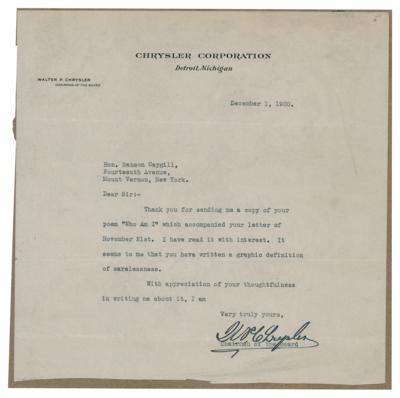 CHRYSLER CORPORATION
Detroit, Michigan
WALTER P. CHRYSLER
CHAIRMAN OF THE BOARD
December 1, 1930.
Hon. Ranson Caygill,
Fourteenth Avenue,
Mount Vernon, New York.
Dear Sir:-
Thank you for sending me a copy of your
poem "Who Am I" which accompanied your letter of
November 21st. I have read it with interest. It
seems to me that you have written a graphic definition
of carelessness.
With appreciation of your thoughtfulness
in writing me about it, I am
Very truly yours,
W P Chrysler
Chairman of the Board